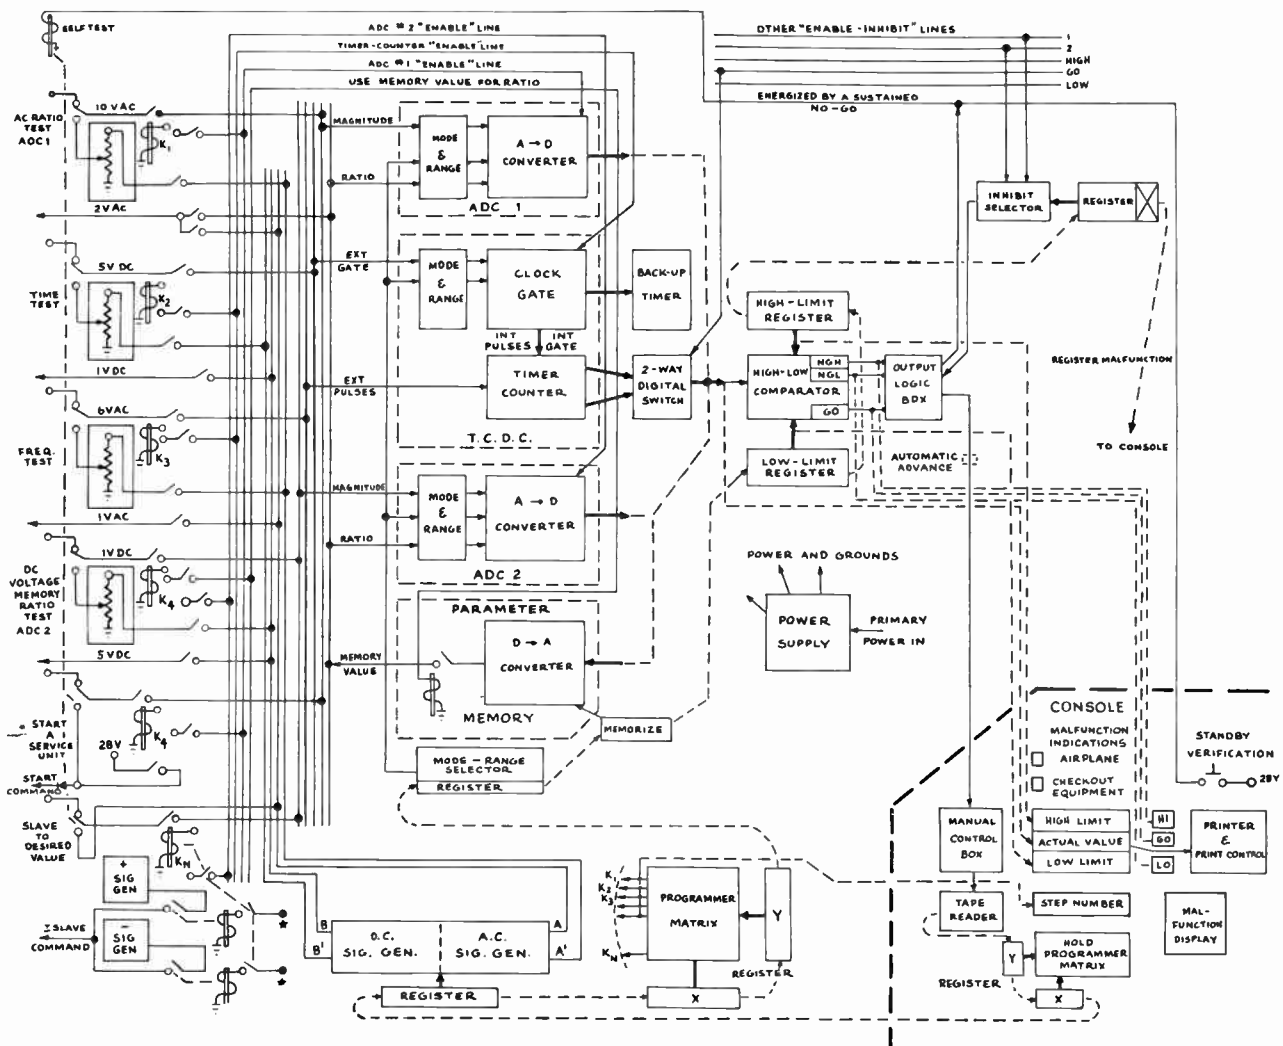 SELF TEST
ADC #2 "ENABLE" LINE
TIMER-COUNTER "ENABLE" LINE
ADC #1 "ENABLE" LINE
USE MEMORY VALUE FOR RATIO
OTHER "ENABLE-INHIBIT" LINES
1
2
HIGH
GO
LOW
ENERGIZED BY A SUSTAINED
NO-GO
AC RATIO
TEST
ADC 1
10 VAC
K1
2 VAC
MAGNITUDE
RATIO
MODE
&
RANGE
A → D
CONVERTER
ADC 1
INHIBIT
SELECTOR
REGISTER
TIME
TEST
5V DC
K2
1V DC
EXT
GATE
MODE
&
RANGE
CLOCK
GATE
BACK-UP
TIMER
INT
PULSES
INT
GATE
EXT
PULSES
TIMER
COUNTER
2-WAY
DIGITAL
SWITCH
T.C.D.C.
HIGH-LIMIT
REGISTER
HIGH-LOW
COMPARATOR
NGH
NGL
GO
OUTPUT
LOGIC
BOX
LOW-LIMIT
REGISTER
AUTOMATIC
ADVANCE
REGISTER MALFUNCTION
TO CONSOLE
FREQ.
TEST
6VAC
K3
1VAC
MAGNITUDE
RATIO
MODE
&
RANGE
A → D
CONVERTER
ADC 2
DC
VOLTAGE
MEMORY
RATIO
TEST
ADC 2
1V DC
K4
5VDC
PARAMETER
D → A
CONVERTER
MEMORY
VALUE
MEMORY
MEMORIZE
POWER AND GROUNDS
POWER
SUPPLY
PRIMARY
POWER IN
START
A
SERVICE
UNIT
28V
K4
START
COMMAND
MODE-RANGE
SELECTOR
REGISTER
SLAVE
TO
DESIRED
VALUE
KN
+
SIG
GEN
-
SIG
GEN
± SLAVE
COMMAND
★
★
B
B'
D.C.
SIG. GEN.
A.C.
SIG. GEN.
A
A'
REGISTER
K1
K2
K3
KN
PROGRAMMER
MATRIX
Y
REGISTER
X
CONSOLE
MALFUNCTION
INDICATIONS
AIRPLANE
CHECKOUT
EQUIPMENT
STANDBY
VERIFICATION
28V
MANUAL
CONTROL
BOX
HIGH LIMIT
ACTUAL VALUE
LOW LIMIT
HI
GO
LO
PRINTER
&
PRINT CONTROL
TAPE
READER
STEP NUMBER
Y
HOLD
PROGRAMMER
MATRIX
REGISTER
X
MAL-
FUNCTION
DISPLAY